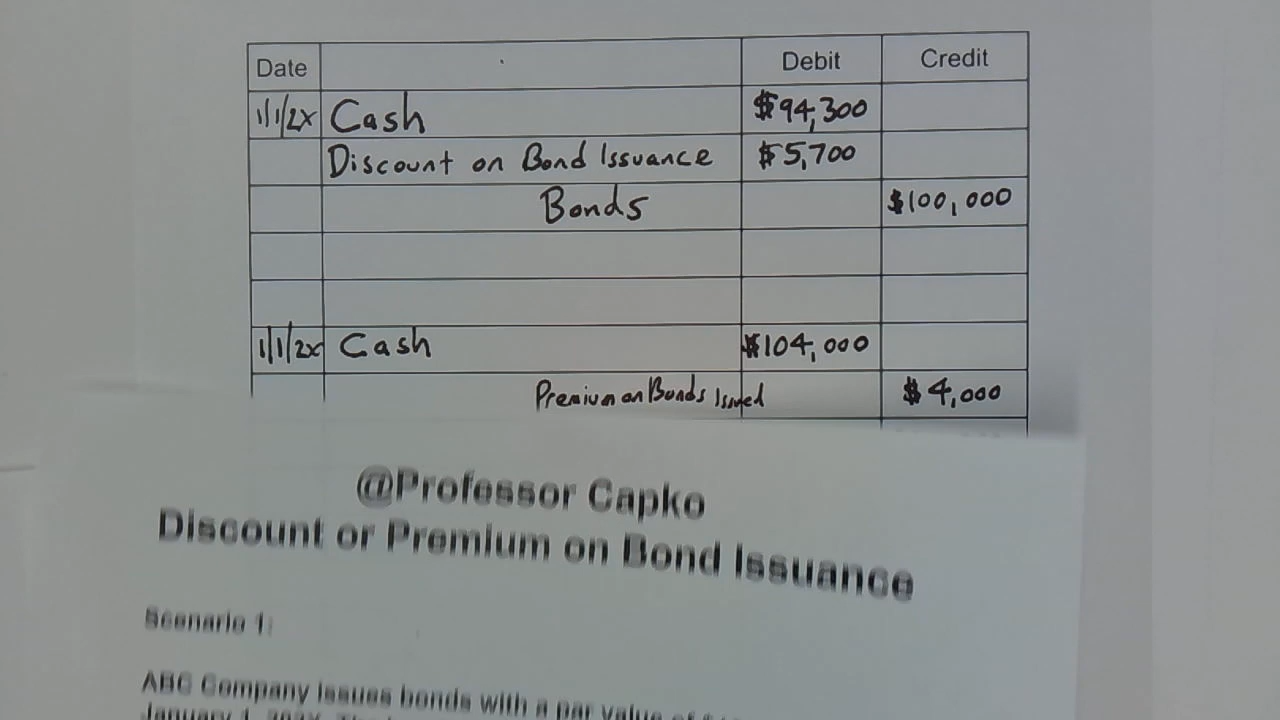 Date Debit Credit
1/1/2X Cash $94,300
Discount on Bond Issuance $5,700
Bonds $100,000
1/1/2X Cash $104,000
Premium on Bonds Issued $4,000
@Professor Capko
Discount or Premium on Bond Issuance
Scenario 1:
ABC Company issues bonds with a par value of
January 1,